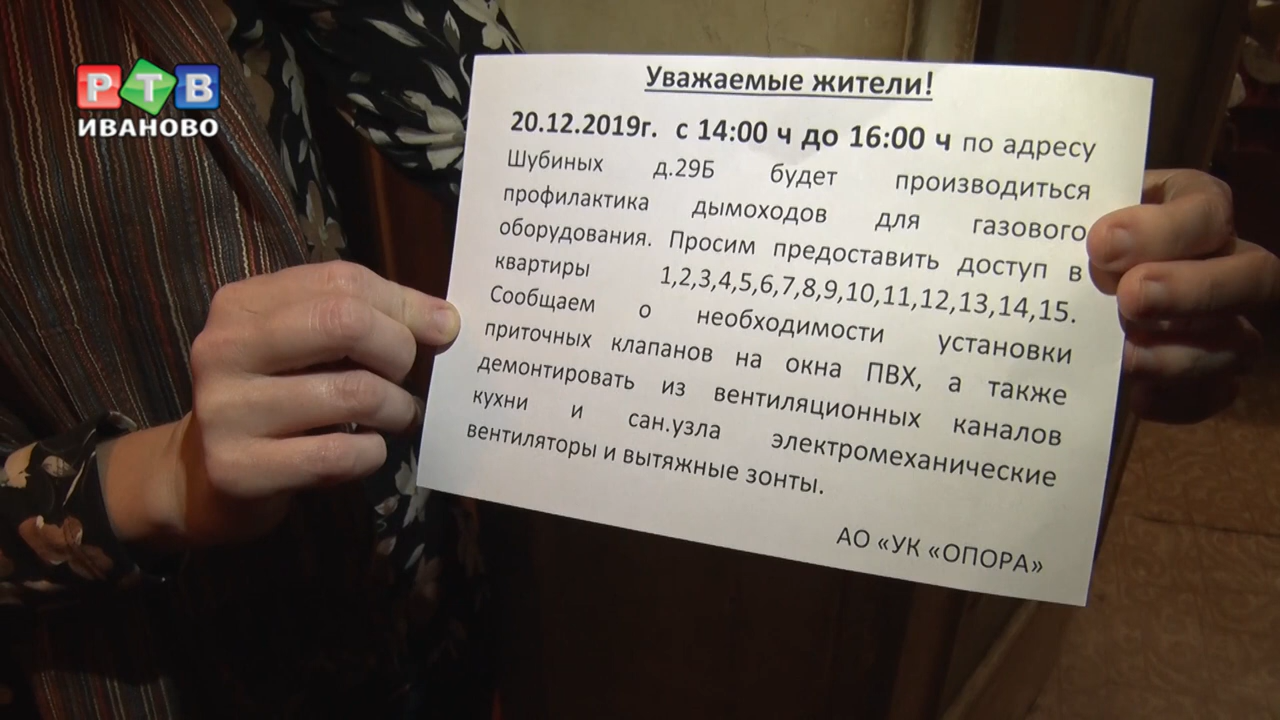 РТВ
ИВАНОВО
Уважаемые жители!
20.12.2019г. с 14:00 ч до 16:00 ч по адресу
Шубиных д.29Б будет производиться
профилактика дымоходов для газового
оборудования. Просим предоставить доступ в
квартиры 1,2,3,4,5,6,7,8,9,10,11,12,13,14,15.
Сообщаем о необходимости установки
приточных клапанов на окна ПВХ, а также
демонтировать из вентиляционных каналов
кухни и сан.узла электромеханические
вентиляторы и вытяжные зонты.
АО «УК «ОПОРА»